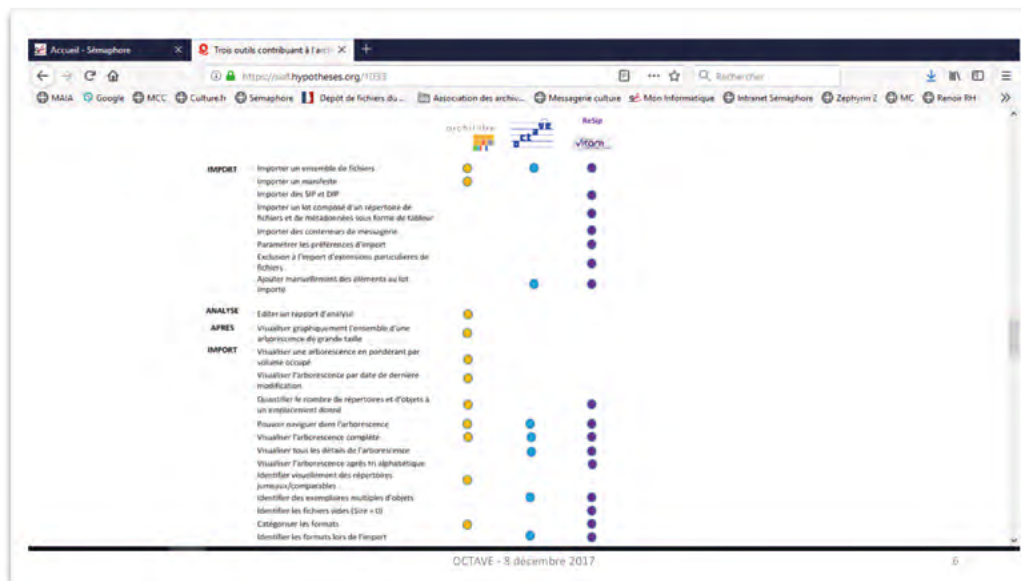 Accueil - Sémaphore
Trois outils contribuant à l'arch
https://siaf.hypotheses.org/1033
Rechercher
MAIA Google MCC Culture.fr Sémaphore Dépôt de fichiers du ... Association des archiv... Messagerie culture Mon Informatique Intranet Sémaphore Zephyrin 2 MC Renoir RH
archifiltre octave ReSip
vitam
IMPORT Importer un ensemble de fichiers
Importer un manifeste
Importer des SIP et DIP
Importer un lot composé d'un répertoire de
fichiers et de métadonnées sous forme de tableur
Importer des conteneurs de messagerie
Paramétrer les préférences d'import
Exclusion à l'import d'extensions particulières de
fichiers
Ajouter manuellement des éléments au lot
importé
ANALYSE Editer un rapport d'analyse
APRES Visualiser graphiquement l'ensemble d'une
arborescence de grande taille
IMPORT Visualiser une arborescence en pondérant par
volume occupé
Visualiser l'arborescence par date de dernière
modification
Quantifier le nombre de répertoires et d'objets à
un emplacement donné
Pouvoir naviguer dans l'arborescence
Visualiser l'arborescence complète
Visualiser tous les détails de l'arborescence
Visualiser l'arborescence après tri alphabétique
Identifier visuellement des répertoires
jumeaux/comparables
Identifier des exemplaires multiples d'objets
Identifier les fichiers vides (Size = 0)
Catégoriser les formats
Identifier les formats lors de l'import
OCTAVE - 8 décembre 2017
6